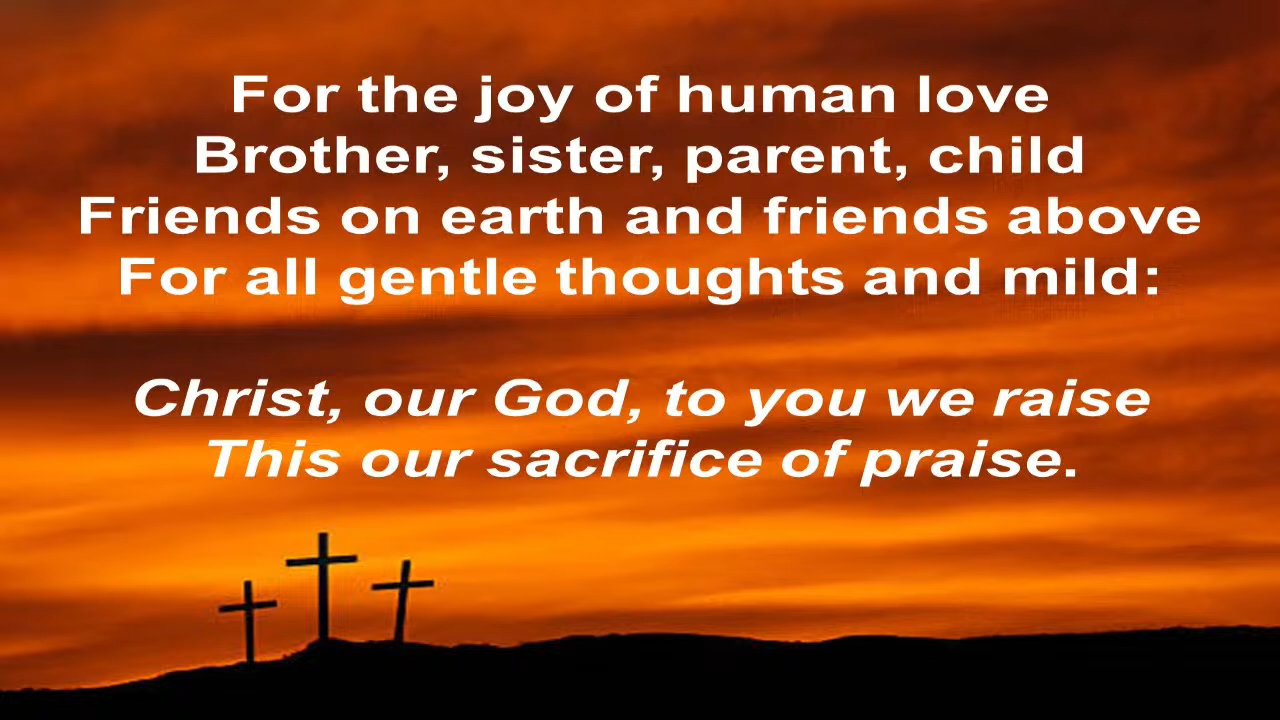 For the joy of human love
Brother, sister, parent, child
Friends on earth and friends above
For all gentle thoughts and mild:
Christ, our God, to you we raise
This our sacrifice of praise.